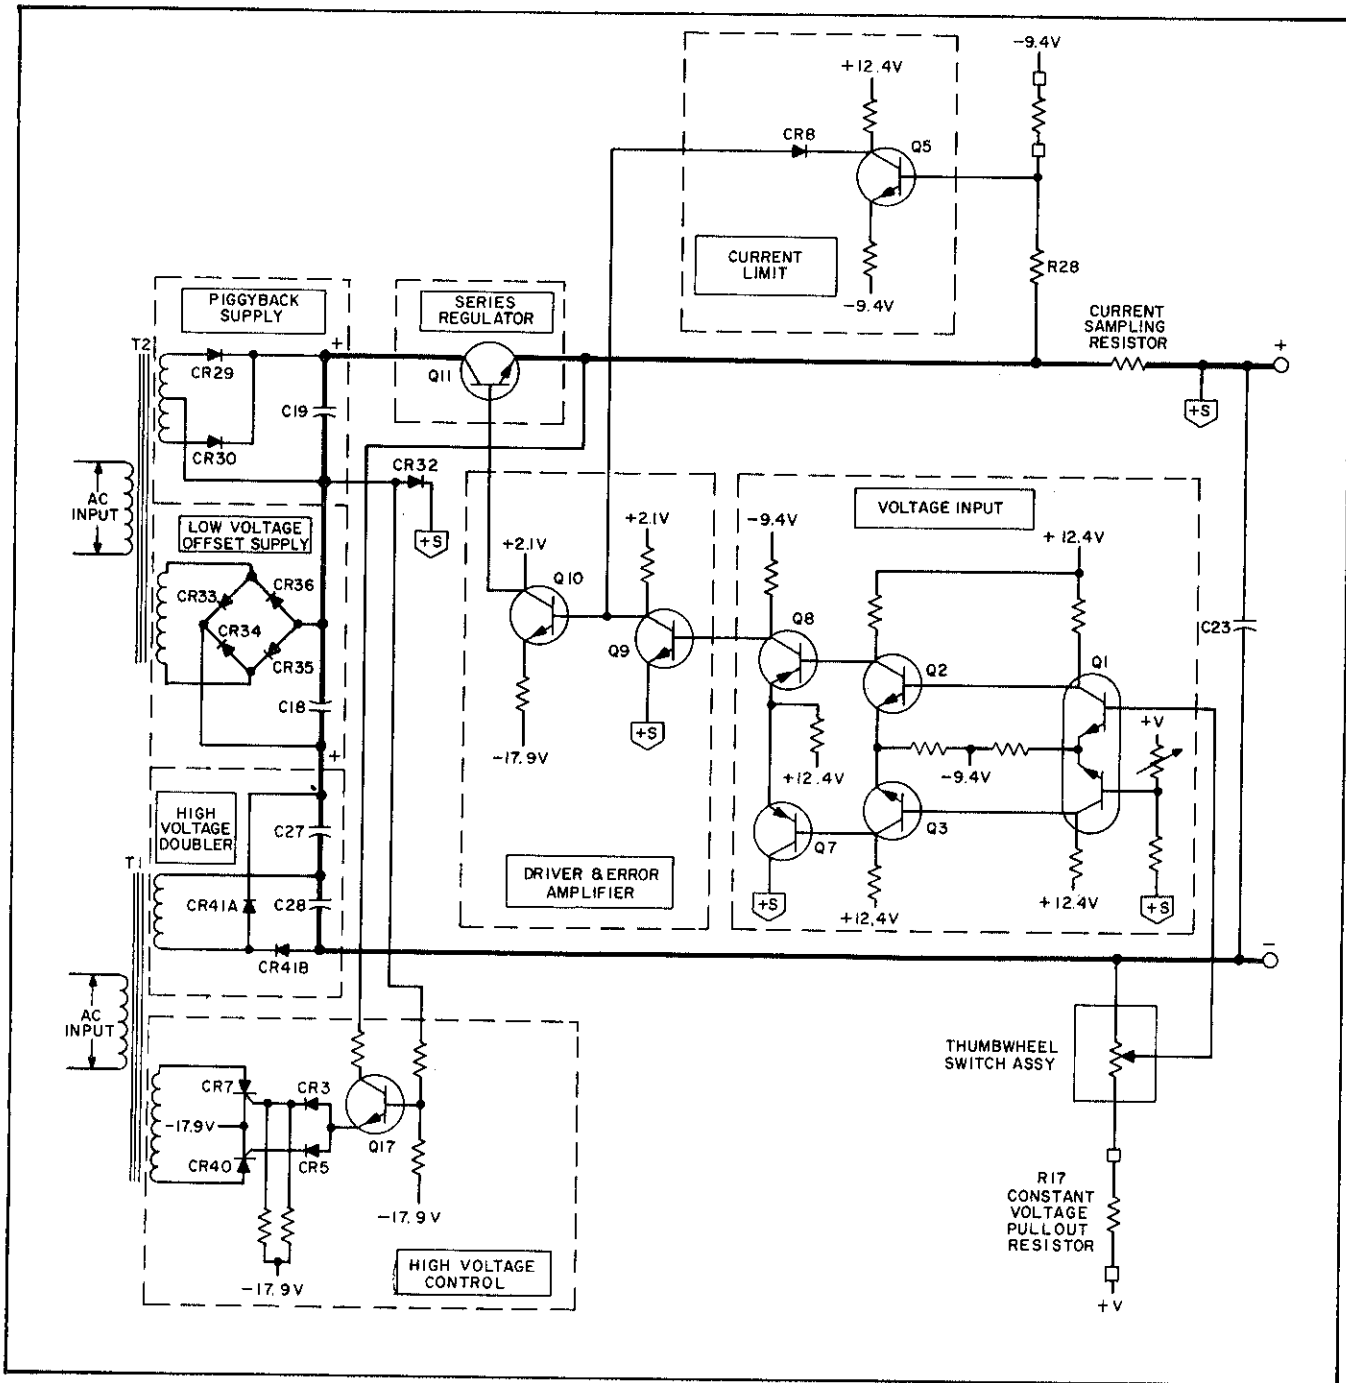 -9.4V
+12.4V
CR8
Q5
CURRENT
LIMIT
-9.4V
R28
CURRENT
SAMPLING
RESISTOR
+
+S
PIGGYBACK
SUPPLY
+
T2
CR29
C19
CR30
AC
INPUT
SERIES
REGULATOR
Q11
CR32
+S
LOW VOLTAGE
OFFSET SUPPLY
CR33
CR36
CR34
CR35
C18
+
+2.1V
+2.1V
Q10
Q9
-17.9V
+S
DRIVER & ERROR
AMPLIFIER
VOLTAGE INPUT
-9.4V
+12.4V
Q8
Q2
Q1
+V
+12.4V
-9.4V
Q7
Q3
+S
+12.4V
+12.4V
+S
C23
HIGH
VOLTAGE
DOUBLER
C27
T1
CR41A
C28
CR41B
-
AC
INPUT
CR7
CR3
-17.9V
Q17
CR40
CR5
-17.9V
-17.9V
HIGH VOLTAGE
CONTROL
THUMBWHEEL
SWITCH ASSY
R17
CONSTANT
VOLTAGE
PULLOUT
RESISTOR
+V